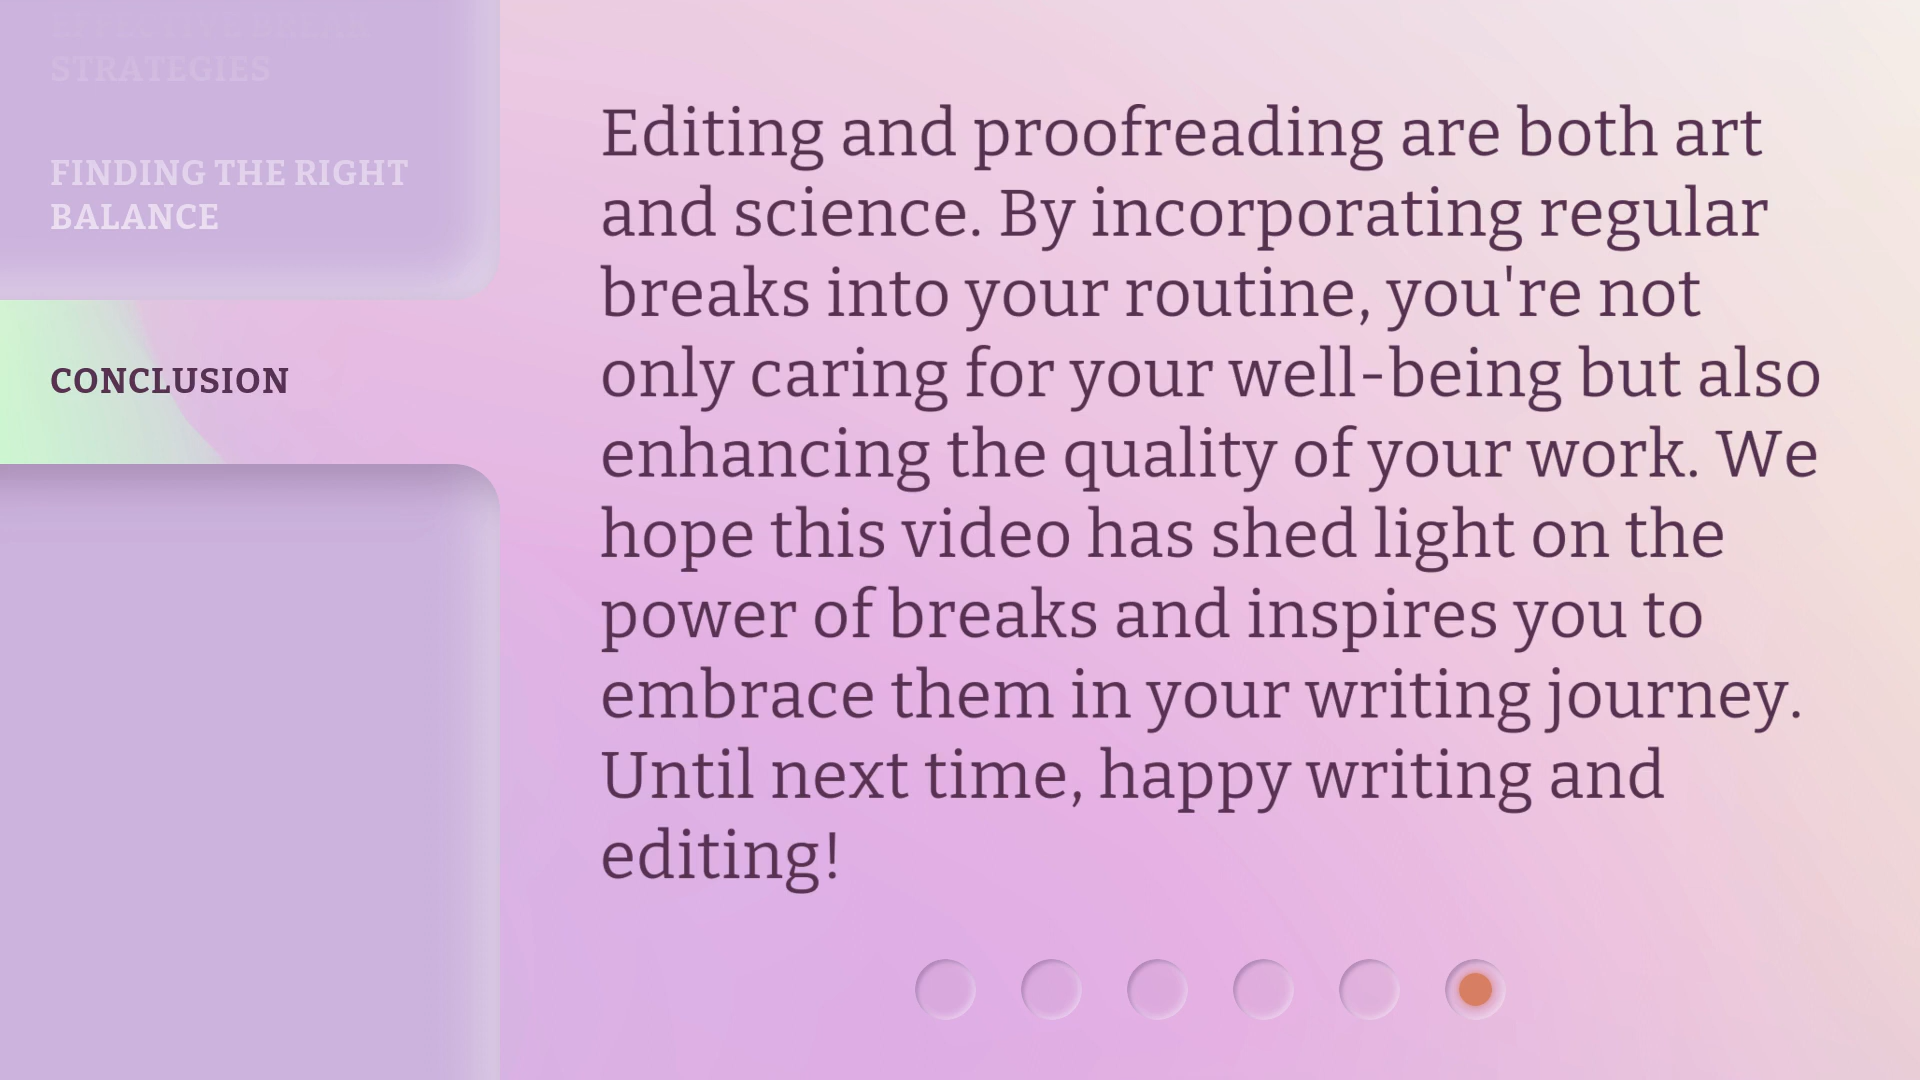 EFFECTIVE BREAK
STRATEGIES
FINDING THE RIGHT
BALANCE
CONCLUSION
Editing and proofreading are both art
and science. By incorporating regular
breaks into your routine, you're not
only caring for your well-being but also
enhancing the quality of your work. We
hope this video has shed light on the
power of breaks and inspires you to
embrace them in your writing journey.
Until next time, happy writing and
editing!